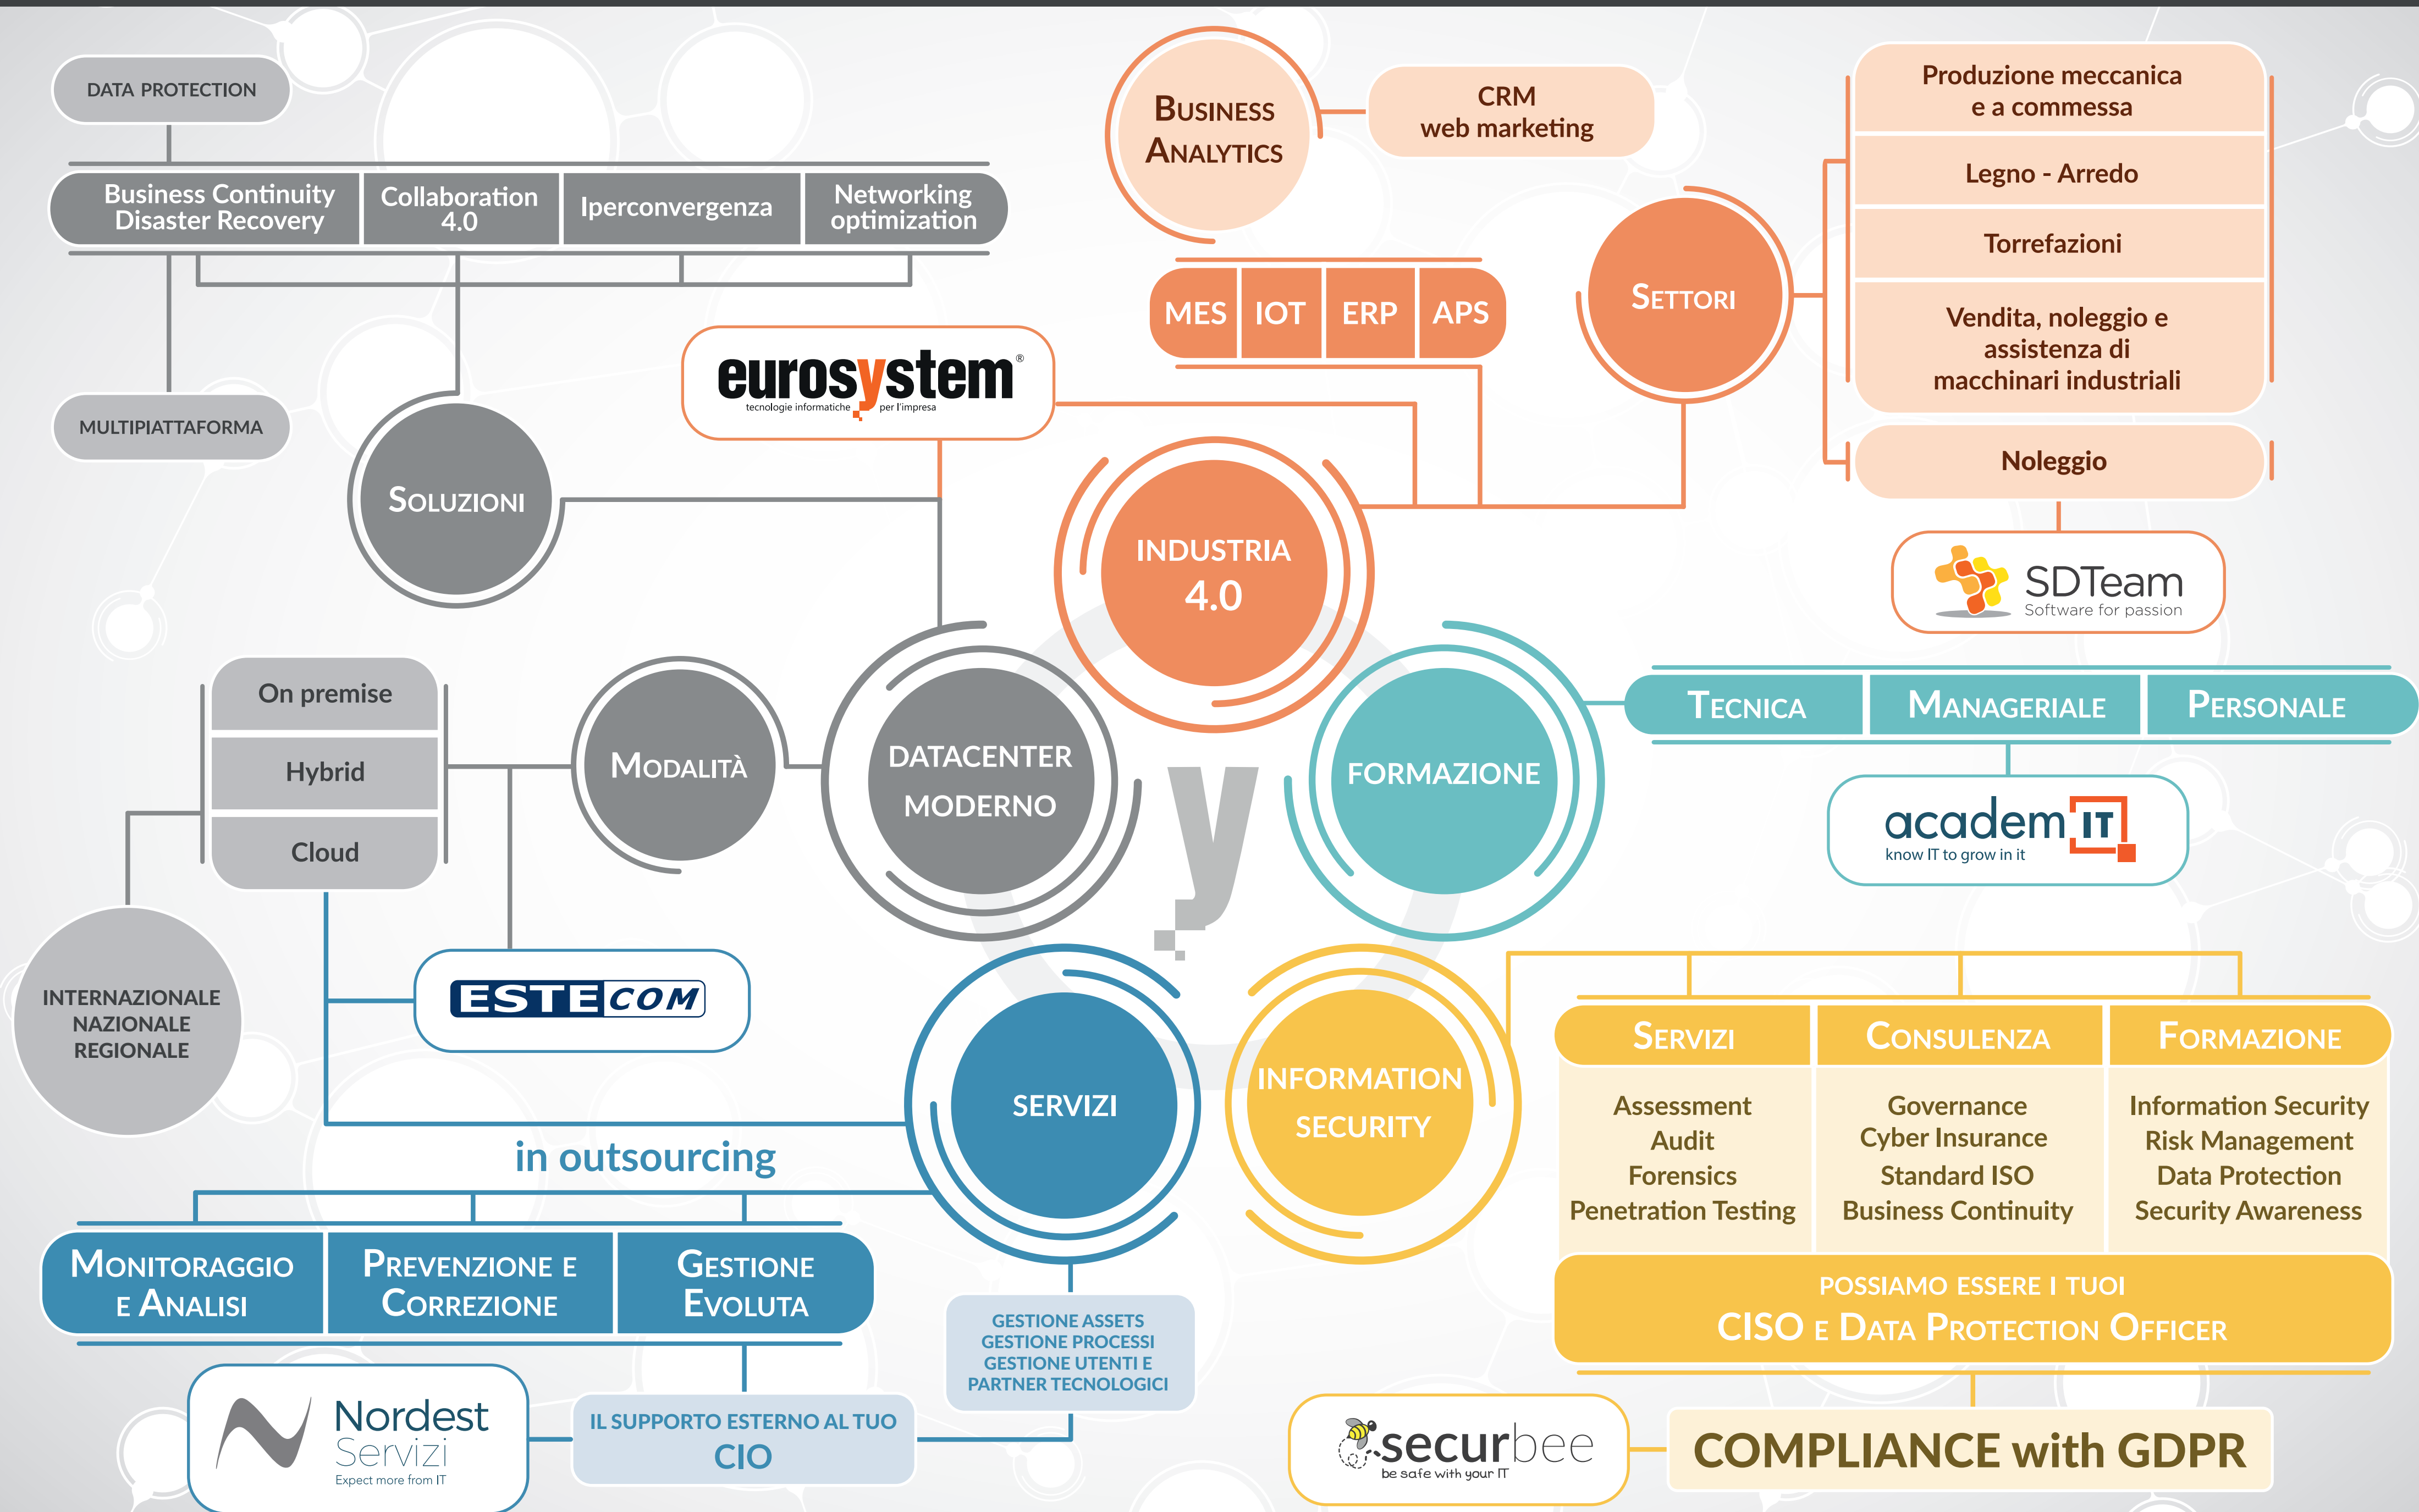 DATA PROTECTION
Business Continuity
Disaster Recovery
Collaboration
4.0
Iperconvergenza
Networking
optimization
MULTIPIATTAFORMA
SOLUZIONI
eurosystem®
tecnologie informatiche per l'impresa
BUSINESS
ANALYTICS
CRM
web marketing
MES
IOT
ERP
APS
SETTORI
Produzione meccanica
e a commessa
Legno - Arredo
Torrefazioni
Vendita, noleggio e
assistenza di
macchinari industriali
Noleggio
SDTeam
Software for passion
INDUSTRIA
4.0
On premise
Hybrid
Cloud
MODALITÀ
DATACENTER
MODERNO
INTERNAZIONALE
NAZIONALE
REGIONALE
ESTECOM
y
FORMAZIONE
TECNICA
MANAGERIALE
PERSONALE
academ IT
know IT to grow in it
SERVIZI
in outsourcing
MONITORAGGIO
E ANALISI
PREVENZIONE E
CORREZIONE
GESTIONE
EVOLUTA
GESTIONE ASSETS
GESTIONE PROCESSI
GESTIONE UTENTI E
PARTNER TECNOLOGICI
Nordest
Servizi
Expect more from IT
IL SUPPORTO ESTERNO AL TUO
CIO
INFORMATION
SECURITY
SERVIZI
Assessment
Audit
Forensics
Penetration Testing
CONSULENZA
Governance
Cyber Insurance
Standard ISO
Business Continuity
FORMAZIONE
Information Security
Risk Management
Data Protection
Security Awareness
POSSIAMO ESSERE I TUOI
CISO E DATA PROTECTION OFFICER
securbee
be safe with your IT
COMPLIANCE with GDPR